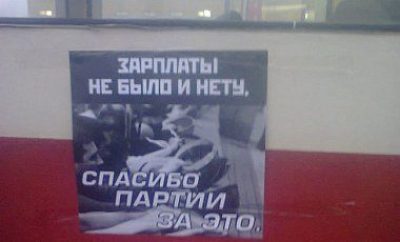 ЗАРПЛАТЫ
НЕ БЫЛО И НЕТУ,
СПАСИБО
ПАРТИИ
ЗА ЭТО.